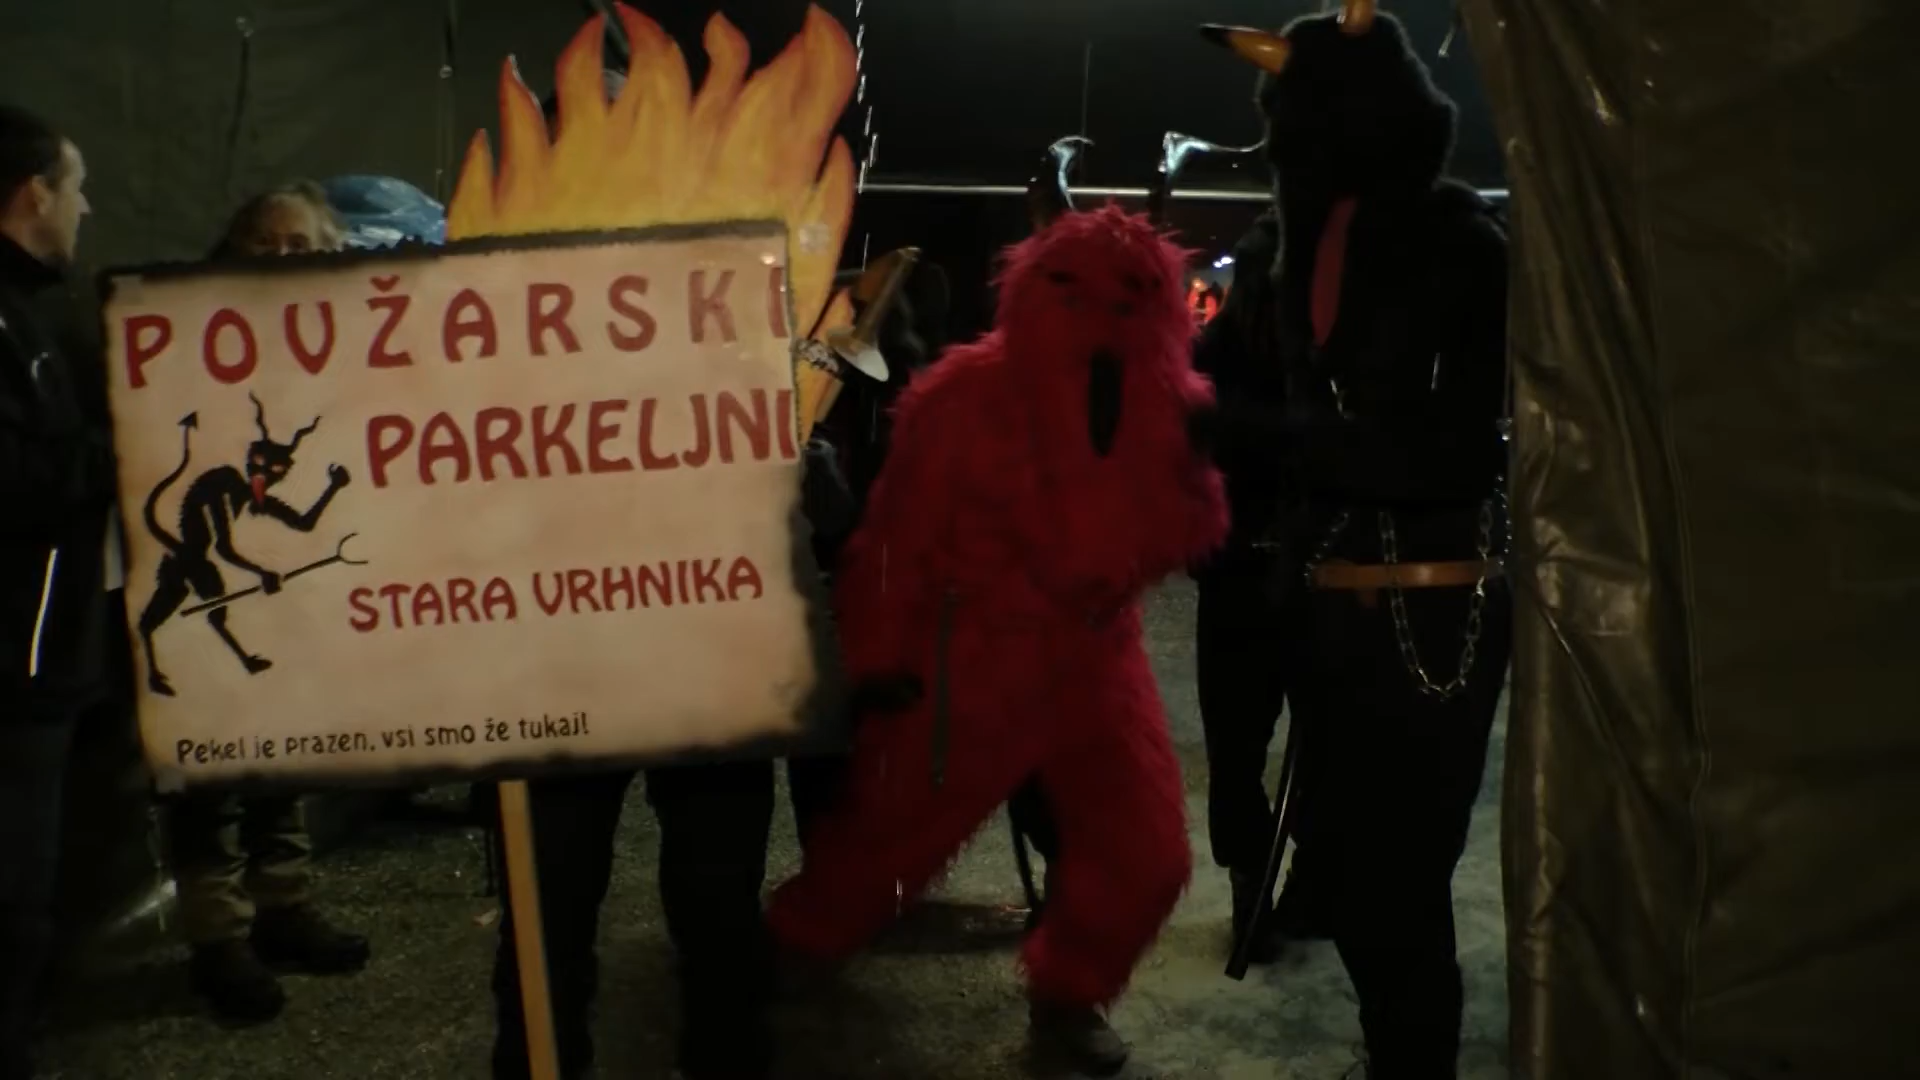 POVŽARSKI
PARKELJNI
STARA VRHNIKA
Pekel je prazen, vsi smo že tukaj!